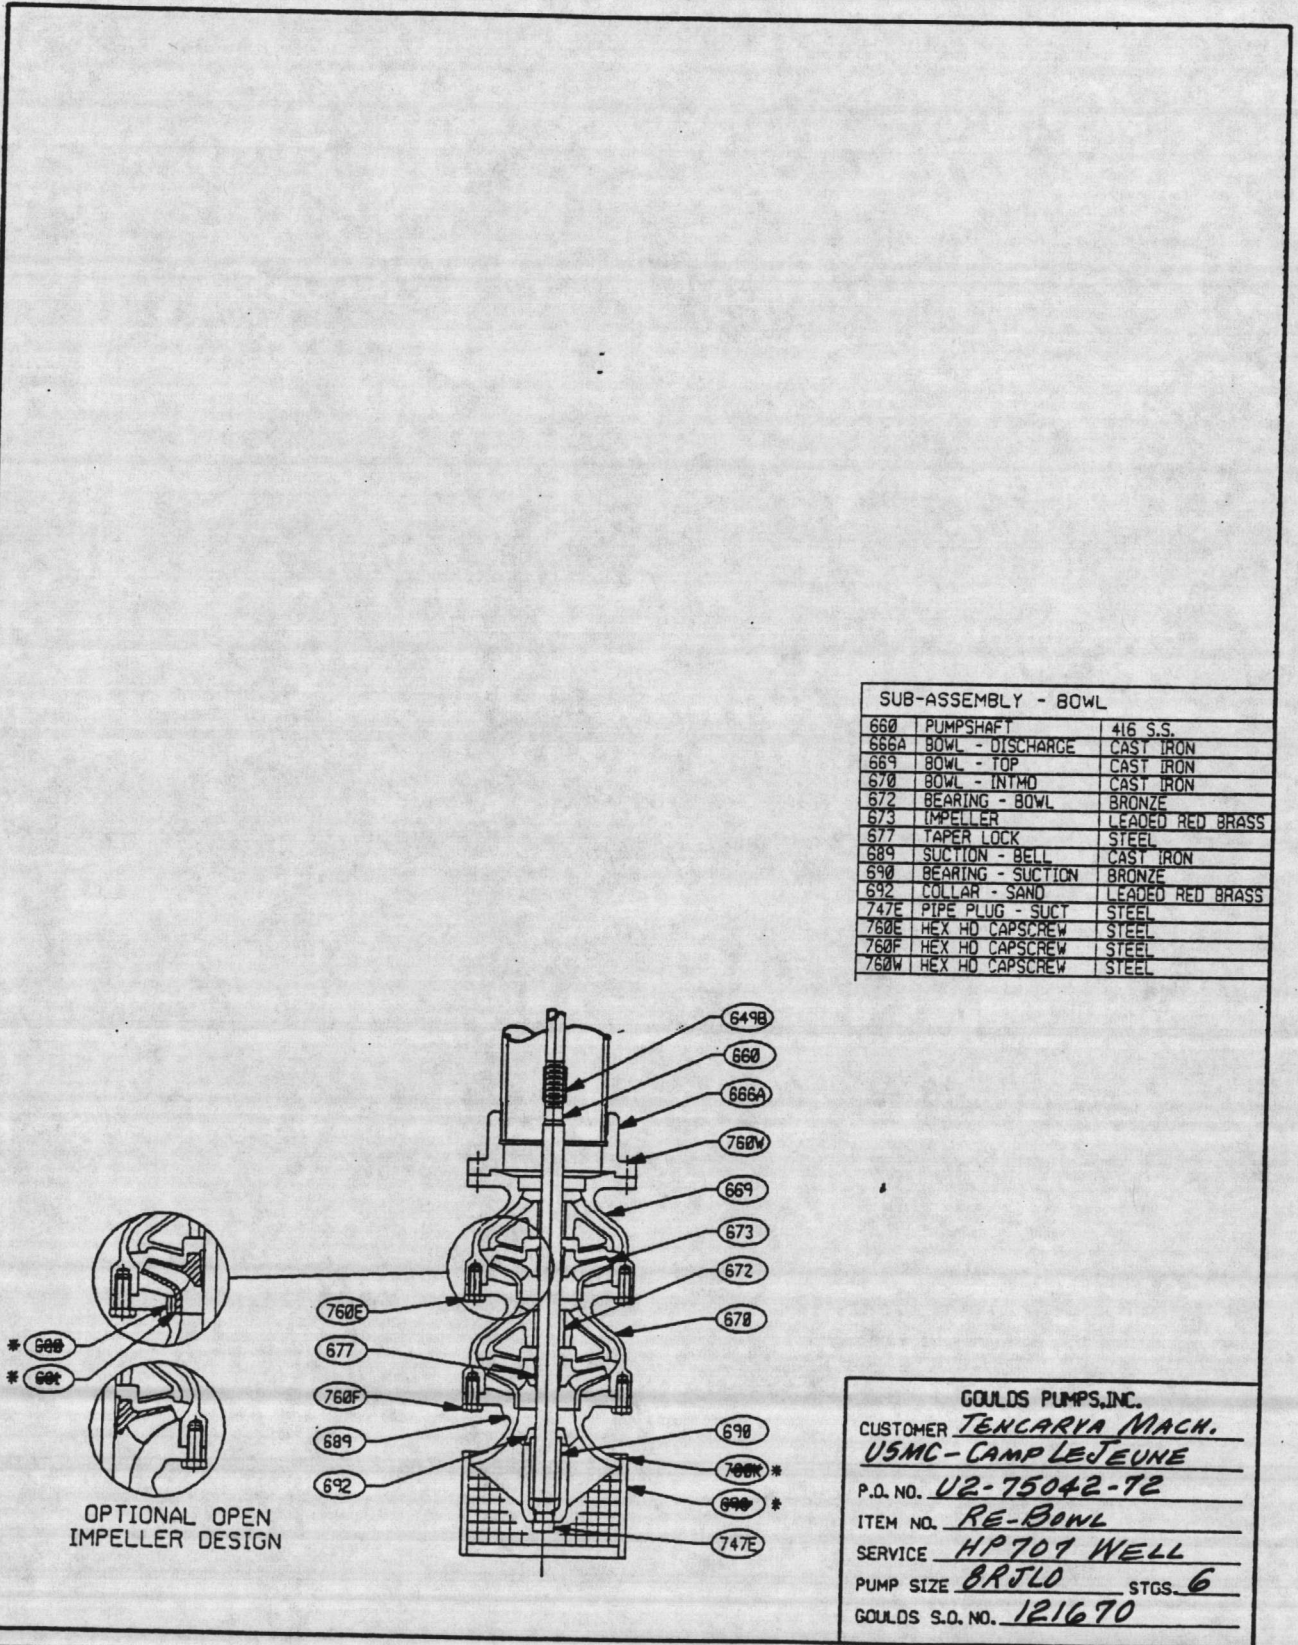 SUB-ASSEMBLY - BOWL
660 PUMPSHAFT 416 S.S.
666A BOWL - DISCHARGE CAST IRON
669 BOWL - TOP CAST IRON
670 BOWL - INTMD CAST IRON
672 BEARING - BOWL BRONZE
673 IMPELLER LEADED RED BRASS
677 TAPER LOCK STEEL
689 SUCTION - BELL CAST IRON
690 BEARING - SUCTION BRONZE
692 COLLAR - SAND LEADED RED BRASS
747E PIPE PLUG - SUCT STEEL
760E HEX HD CAPSCREW STEEL
760F HEX HD CAPSCREW STEEL
760W HEX HD CAPSCREW STEEL
649B
660
666A
760W
669
673
672
670
760E
677
760F
689
692
690
*
*
747E
*
*
OPTIONAL OPEN
IMPELLER DESIGN
GOULDS PUMPS,INC.
CUSTOMER TENCARVA MACH.
USMC-CAMP LEJEUNE
P.O. NO. U2-75042-72
ITEM NO. RE-BOWL
SERVICE HP707 WELL
PUMP SIZE 8RJLO STGS. 6
GOULDS S.O. NO. 121670